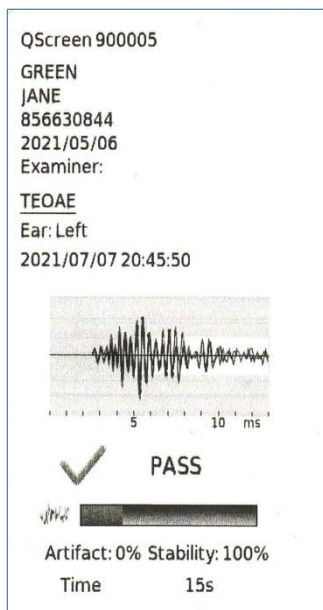 QScreen 900005
GREEN
JANE
856630844
2021/05/06
Examiner:
TEOAE
Ear: Left
2021/07/07 20:45:50
5 10 ms
PASS
Artifact: 0% Stability: 100%
Time 15s